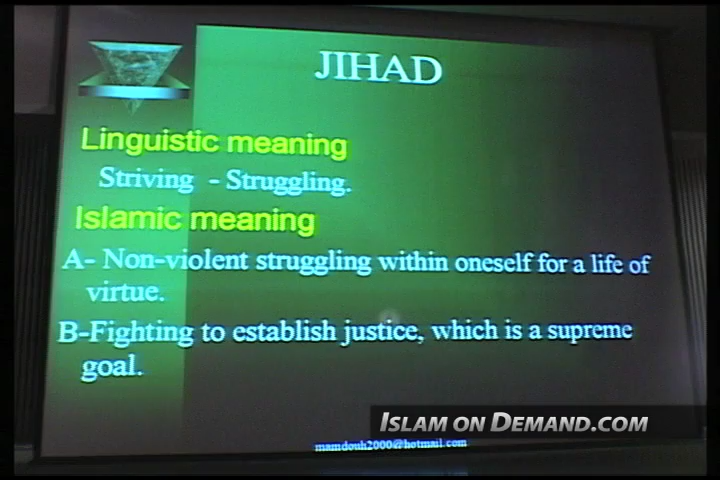 JIHAD
Linguistic meaning
Striving - Struggling.
Islamic meaning
A- Non-violent struggling within oneself for a life of
virtue.
B-Fighting to establish justice, which is a supreme
goal.
ISLAM ON DEMAND.COM
mamdouh2000@hotmail.com